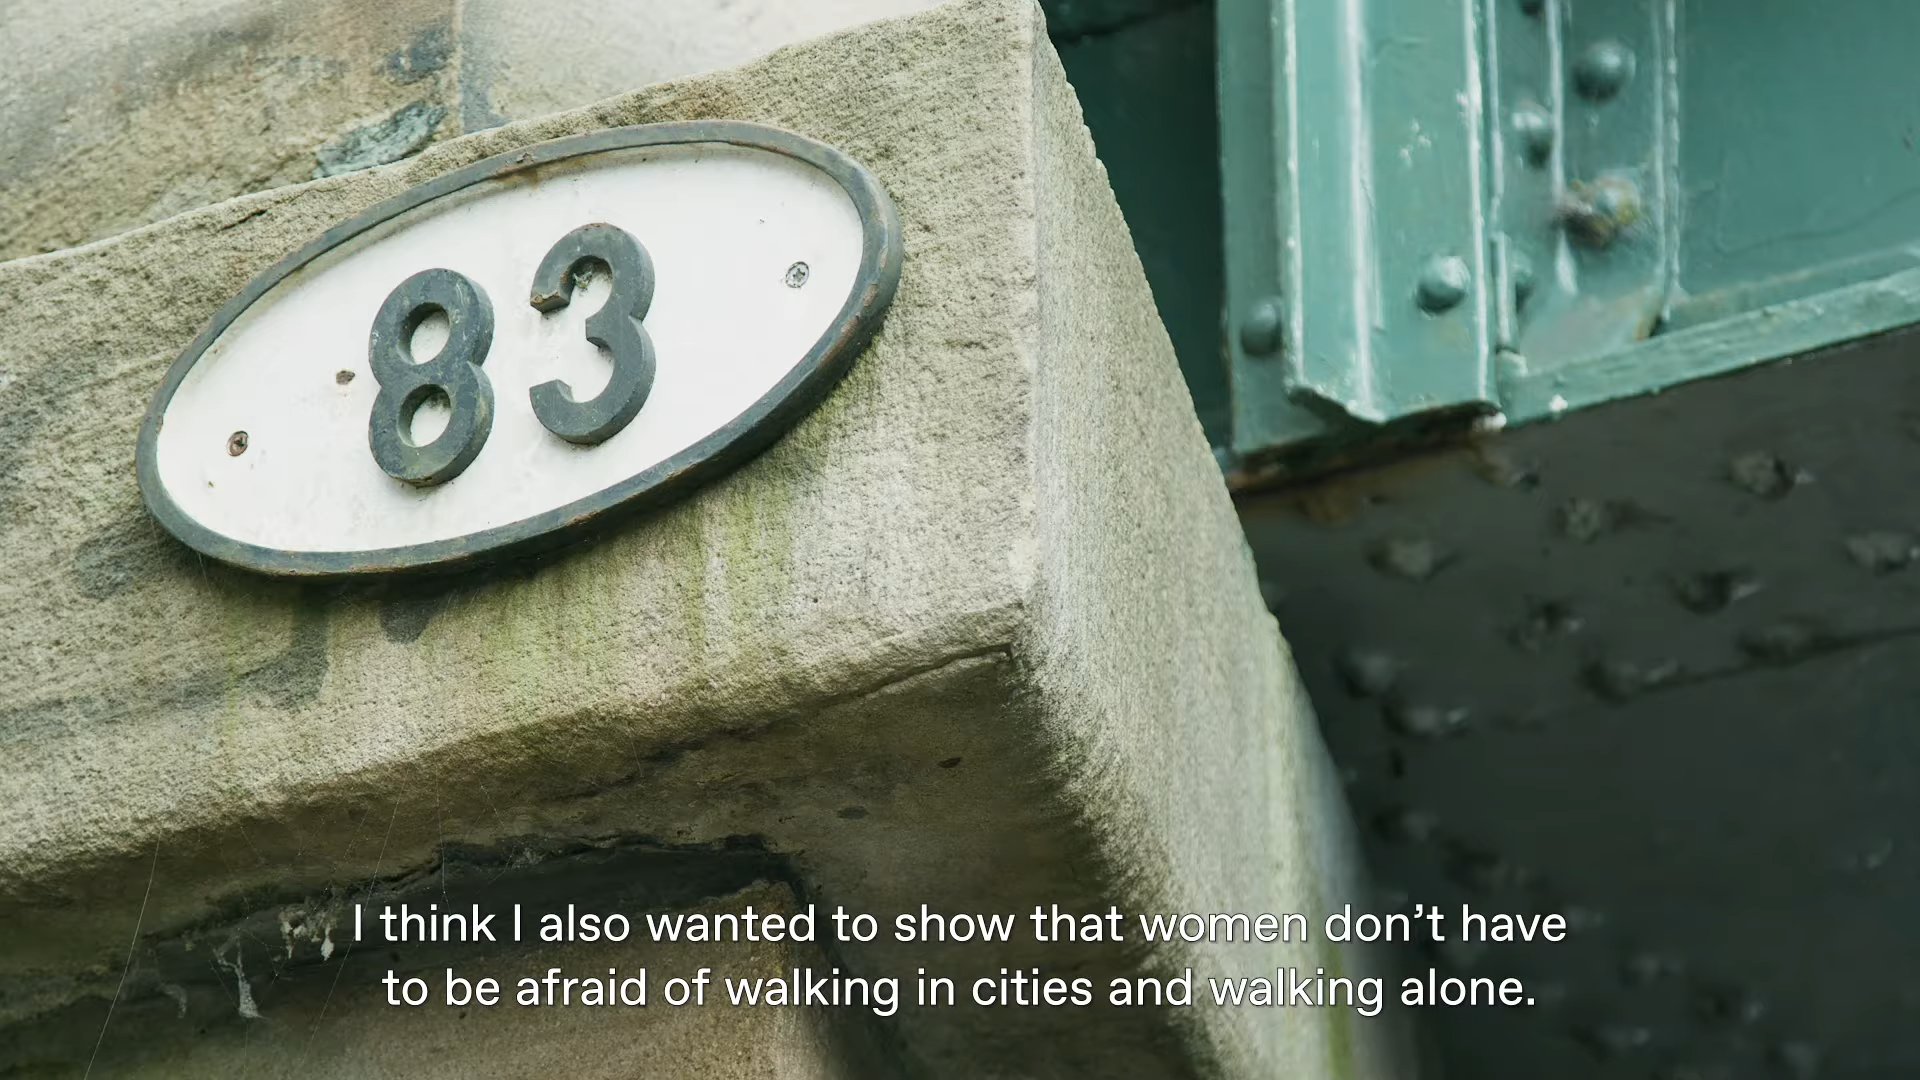 83
I think I also wanted to show that women don’t have
to be afraid of walking in cities and walking alone.